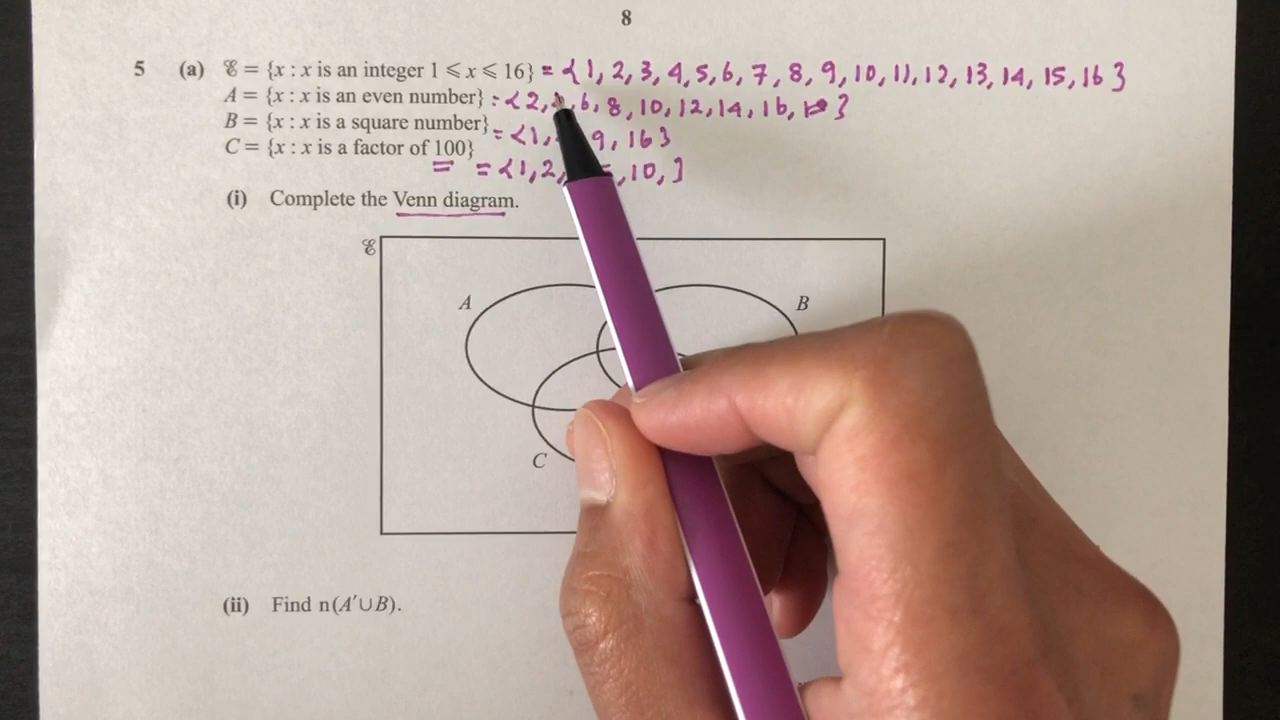 8
5 (a) ℰ = {x : x is an integer 1 ⩽ x ⩽ 16} = {1, 2, 3, 4, 5, 6, 7, 8, 9, 10, 11, 12, 13, 14, 15, 16}
A = {x : x is an even number} = {2, 6, 8, 10, 12, 14, 16, }
B = {x : x is a square number} = {1, 9, 16}
C = {x : x is a factor of 100}
= = {1, 2, , 10, }
(i) Complete the Venn diagram.
ℰ
A B
C
(ii) Find n(A′∪B).